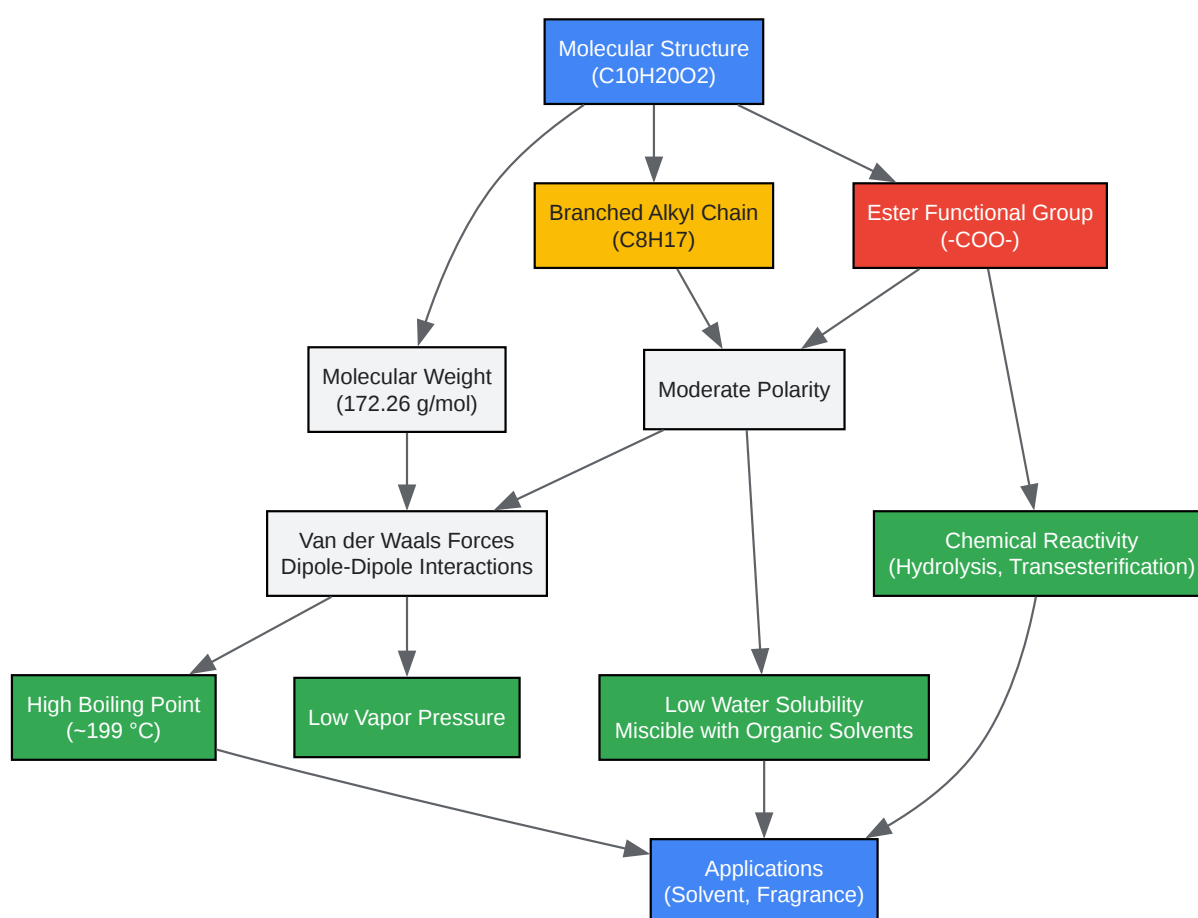 Molecular Structure
(C10H20O2)
Branched Alkyl Chain
(C8H17)
Ester Functional Group
(-COO-)
Molecular Weight
(172.26 g/mol)
Moderate Polarity
Van der Waals Forces
Dipole-Dipole Interactions
Chemical Reactivity
(Hydrolysis, Transesterification)
High Boiling Point
(~199 °C)
Low Vapor Pressure
Low Water Solubility
Miscible with Organic Solvents
Applications
(Solvent, Fragrance)